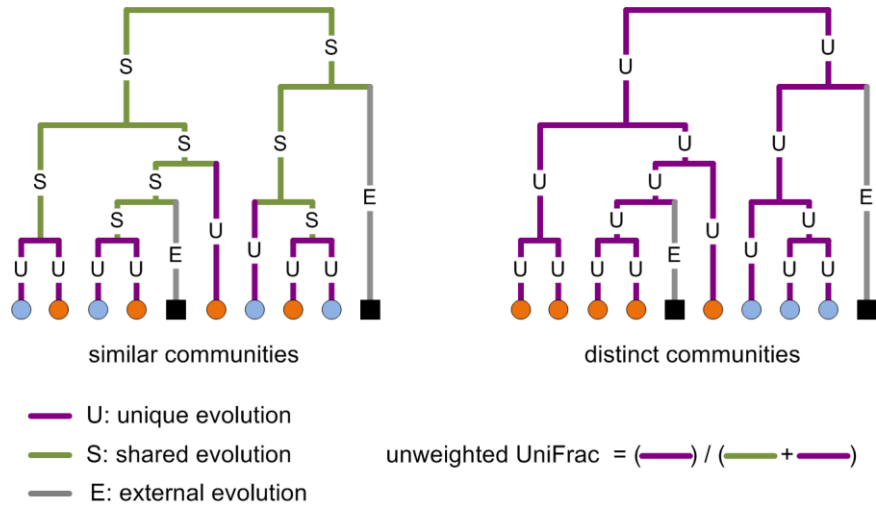 S S U U
S S S U U U
S E U E
S S U U
U U U U U E U U U U U U U E U U U
similar communities distinct communities
U: unique evolution
S: shared evolution unweighted UniFrac = ( ) / ( + )
E: external evolution